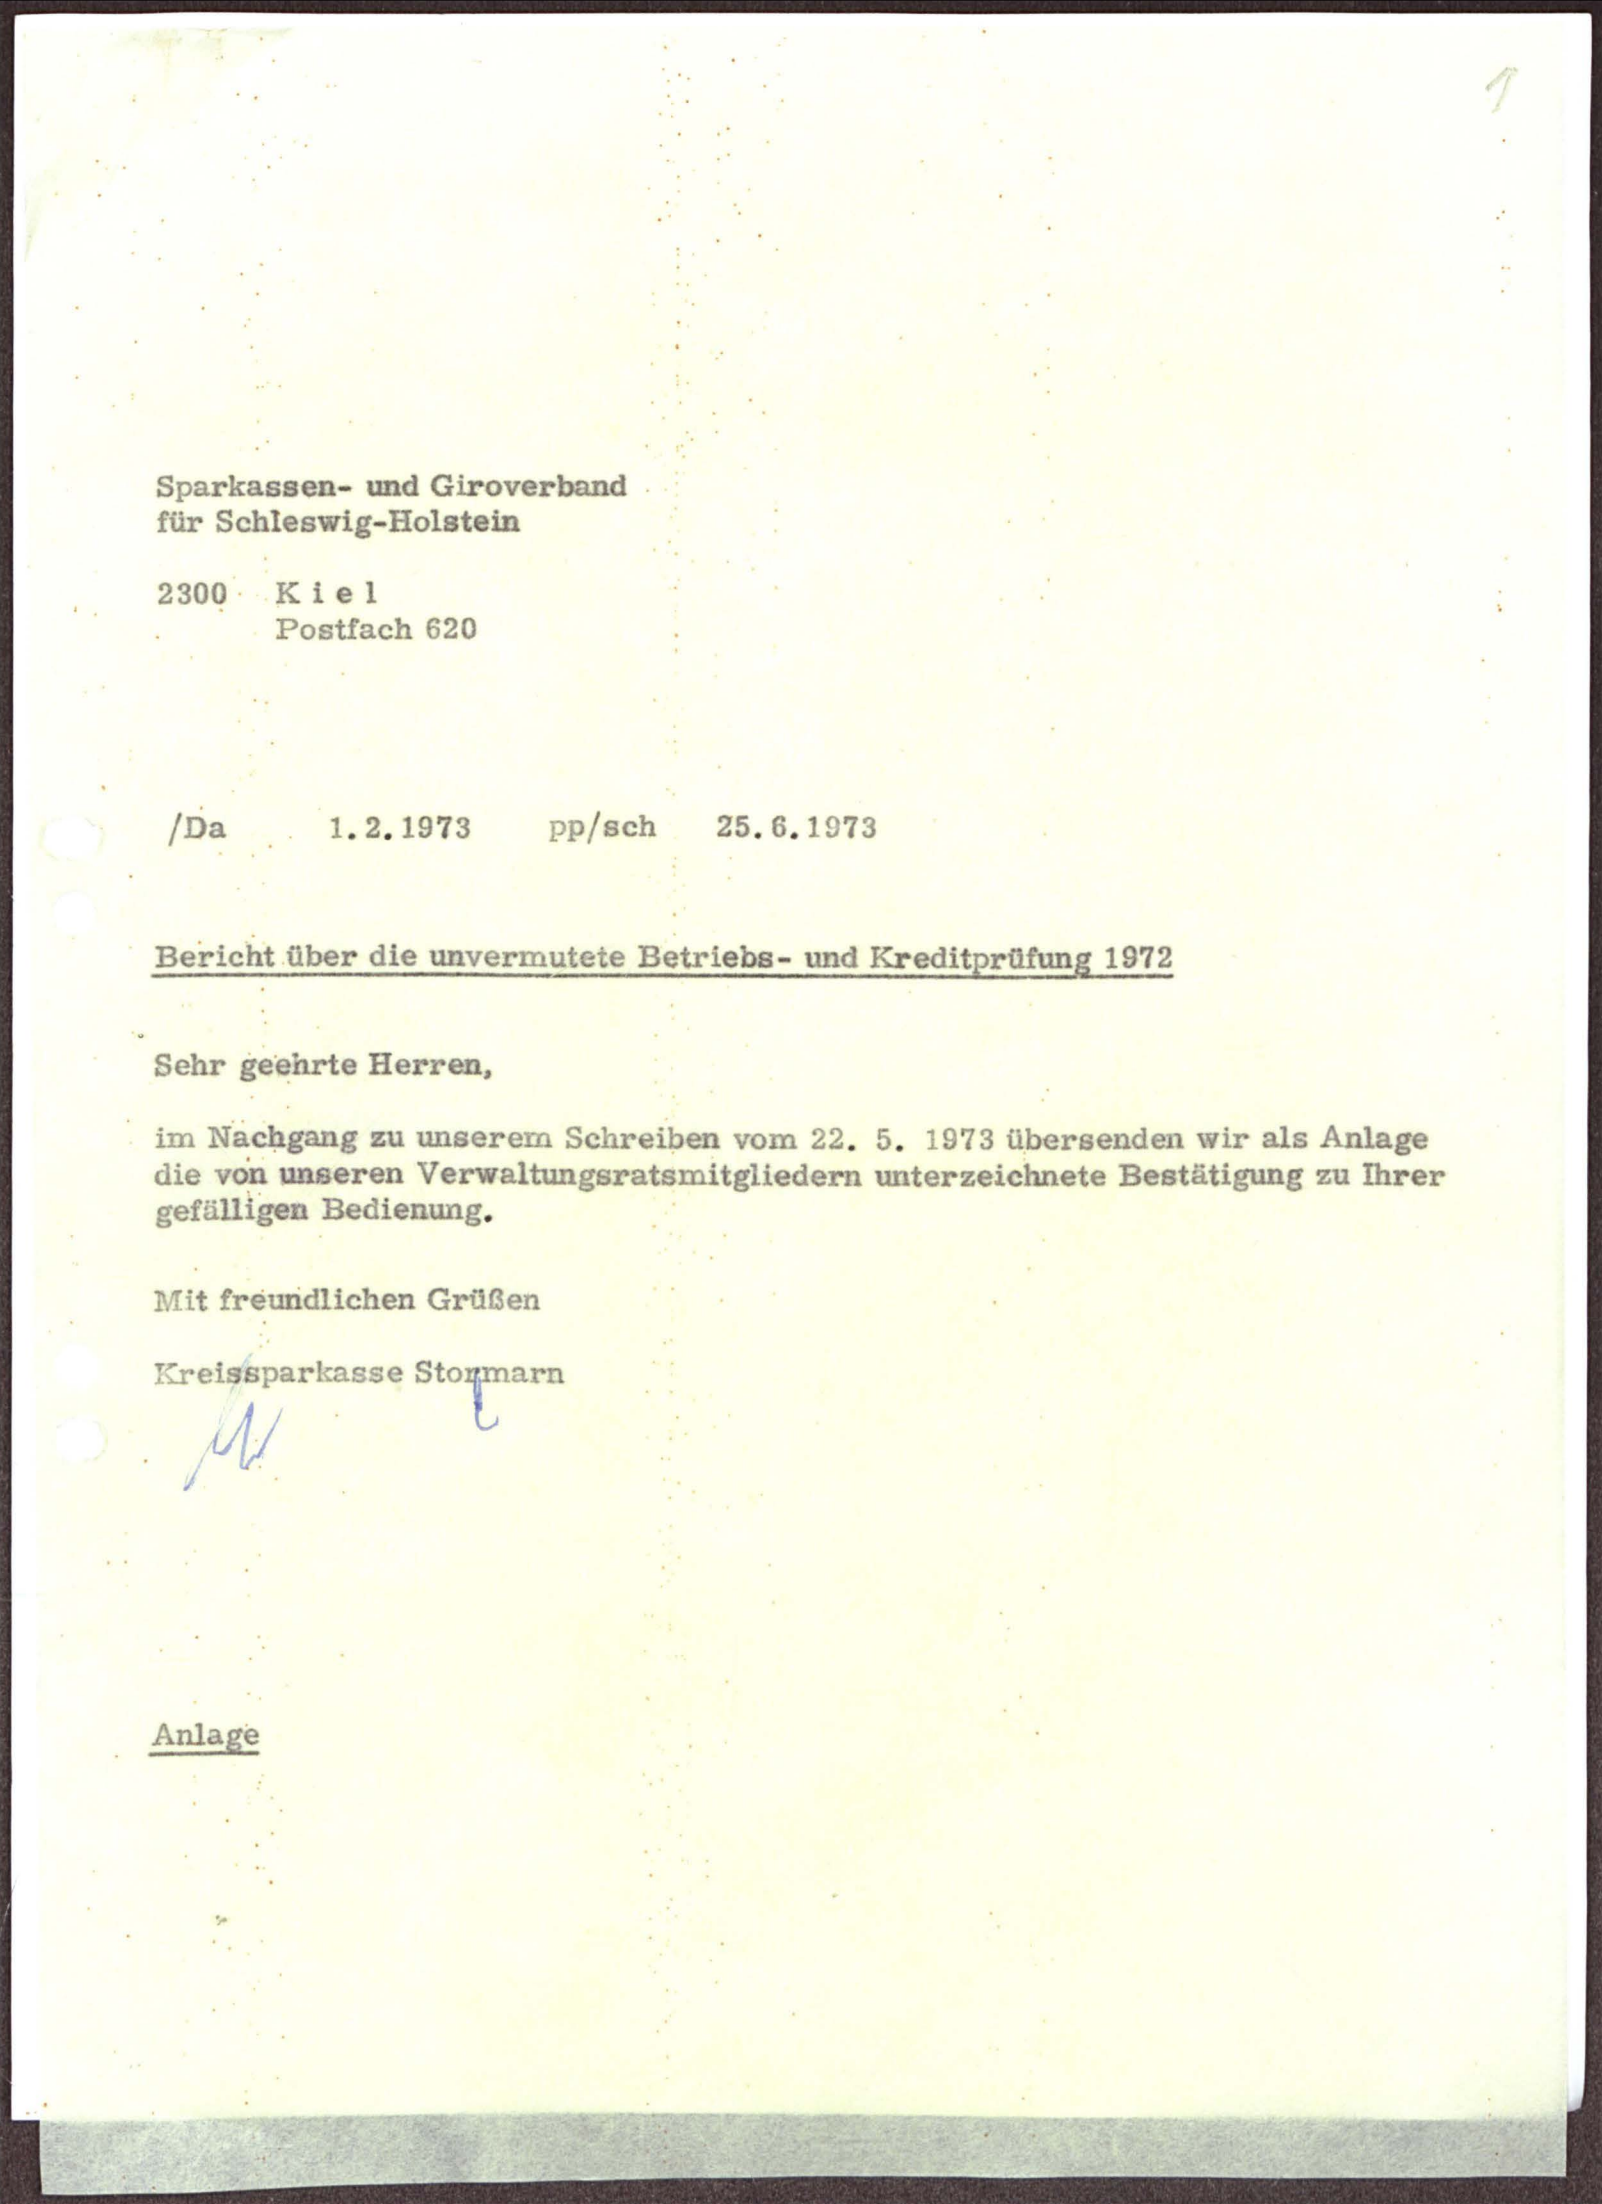 1
Sparkassen- und Giroverband
für Schleswig-Holstein
2300 K i e l
Postfach 620
/Da 1.2.1973 pp/sch 25.6.1973
Bericht über die unvermutete Betriebs- und Kreditprüfung 1972
Sehr geehrte Herren,
im Nachgang zu unserem Schreiben vom 22. 5. 1973 übersenden wir als Anlage
die von unseren Verwaltungsratsmitgliedern unterzeichnete Bestätigung zu Ihrer
gefälligen Bedienung.
Mit freundlichen Grüßen
Kreissparkasse Stormarn
Anlage